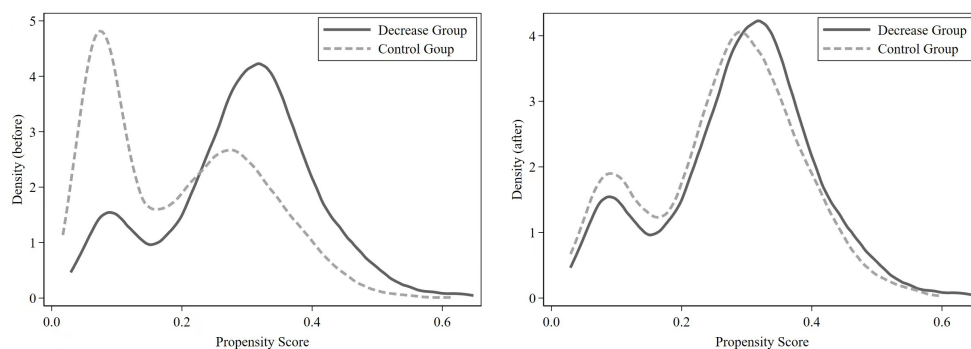 Density (before)
5
4
3
2
1
0
Decrease Group
Control Goup
0.0
0.2
0.4
0.6
Propensity Score
Density (after)
4
3
2
1
0
Decrease Group
Control Goup
0.0
0.2
0.4
0.6
Propensity Score